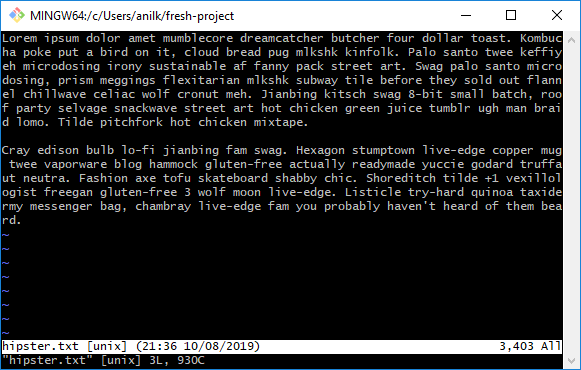 MINGW64:/c/Users/anilk/fresh-project
Lorem ipsum dolor amet mumblecore dreamcatcher butcher four dollar toast. Kombuc
ha poke put a bird on it, cloud bread pug mlkshk kinfolk. Palo santo twee keffiy
eh microdosing irony sustainable af fanny pack street art. Swag palo santo micro
dosing, prism meggings flexitarian mlkshk subway tile before they sold out flann
el chillwave celiac wolf cronut meh. Jianbing kitsch swag 8-bit small batch, roo
f party selvage snackwave street art hot chicken green juice tumblr ugh man brai
d lomo. Tilde pitchfork hot chicken mixtape.

Cray edison bulb lo-fi jianbing fam swag. Hexagon stumptown live-edge copper mug
 twee vaporware blog hammock gluten-free actually readymade yuccie godard truffa
ut neutra. Fashion axe tofu skateboard shabby chic. Shoreditch tilde +1 vexillol
ogist freegan gluten-free 3 wolf moon live-edge. Listicle try-hard quinoa taxide
rmy messenger bag, chambray live-edge fam you probably haven't heard of them bea
rd.
~
~
~
~
~
~
~
~
hipster.txt [unix] (21:36 10/08/2019) 3,403 All
"hipster.txt" [unix] 3L, 930C